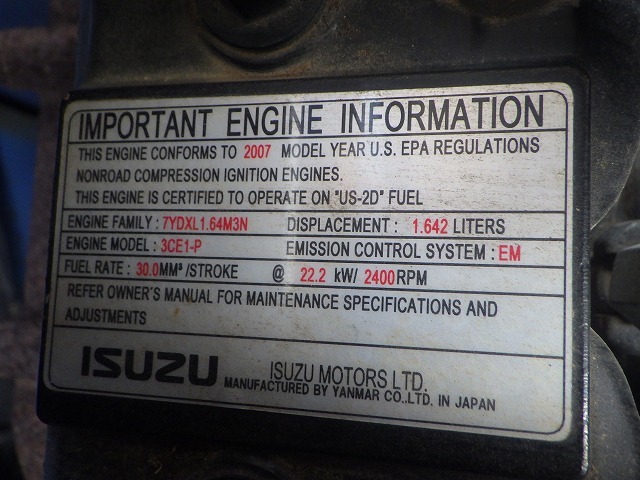 IMPORTANT ENGINE INFORMATION
THIS ENGINE CONFORMS TO 2007 MODEL YEAR U.S. EPA REGULATIONS
NONROAD COMPRESSION IGNITION ENGINES.
THIS ENGINE IS CERTIFIED TO OPERATE ON "US-2D" FUEL
ENGINE FAMILY : 7YDXL1.64M3N DISPLACEMENT : 1.642 LITERS
ENGINE MODEL : 3CE1-P EMISSION CONTROL SYSTEM : EM
FUEL RATE : 30.0MM³/STROKE @ 22.2 kW/ 2400RPM
REFER OWNER'S MANUAL FOR MAINTENANCE SPECIFICATIONS AND
ADJUSTMENTS
ISUZU ISUZU MOTORS LTD.
MANUFACTURED BY YANMAR CO.,LTD. IN JAPAN